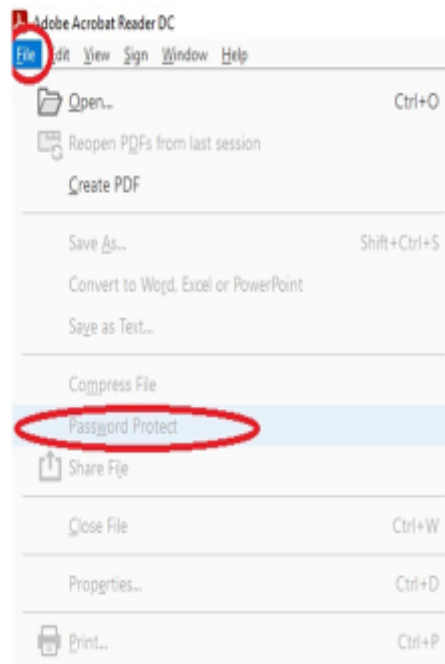 Adobe Acrobat Reader DC
File Edit View Sign Window Help
Open... Ctrl+O
Reopen PDFs from last session
Create PDF
Save As... Shift+Ctrl+S
Convert to Word, Excel or PowerPoint
Save as Text...
Compress File
Password Protect
Share File
Close File Ctrl+W
Properties... Ctrl+D
Print... Ctrl+P